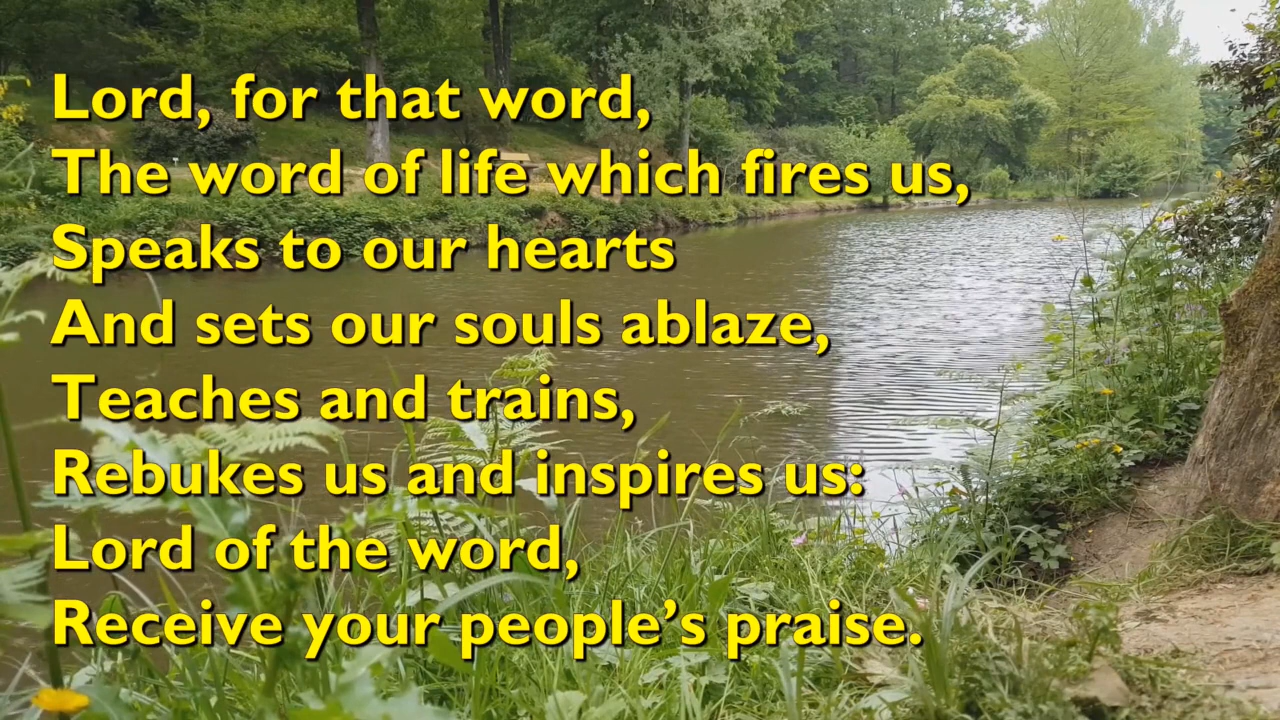 Lord, for that word,
The word of life which fires us,
Speaks to our hearts
And sets our souls ablaze,
Teaches and trains,
Rebukes us and inspires us:
Lord of the word,
Receive your people’s praise.